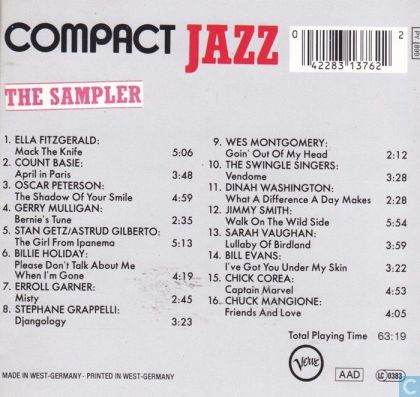 COMPACT JAZZ
0 42283 13762 2
PY (899)
THE SAMPLER
1. ELLA FITZGERALD:
Mack The Knife 5:06
2. COUNT BASIE:
April in Paris 3:48
3. OSCAR PETERSON:
The Shadow Of Your Smile 4:59
4. GERRY MULLIGAN:
Bernie's Tune 2:35
5. STAN GETZ/ASTRUD GILBERTO:
The Girl From Ipanema 5:13
6. BILLIE HOLIDAY:
Please Don't Talk About Me
When I'm Gone 4:19
7. ERROLL GARNER:
Misty 2:45
8. STEPHANE GRAPPELLI:
Djangology 3:23
9. WES MONTGOMERY:
Goin' Out Of My Head 2:12
10. THE SWINGLE SINGERS:
Vendome 3:28
11. DINAH WASHINGTON:
What A Difference A Day Makes 2:28
12. JIMMY SMITH:
Walk On The Wild Side 5:54
13. SARAH VAUGHAN:
Lullaby Of Birdland 3:59
14. BILL EVANS:
I've Got You Under My Skin 3:22
15. CHICK COREA:
Captain Marvel 4:53
16. CHUCK MANGIONE:
Friends And Love 4:05
Total Playing Time 63:19
MADE IN WEST-GERMANY · PRINTED IN WEST-GERMANY
Verve
AAD
LC 0383
C